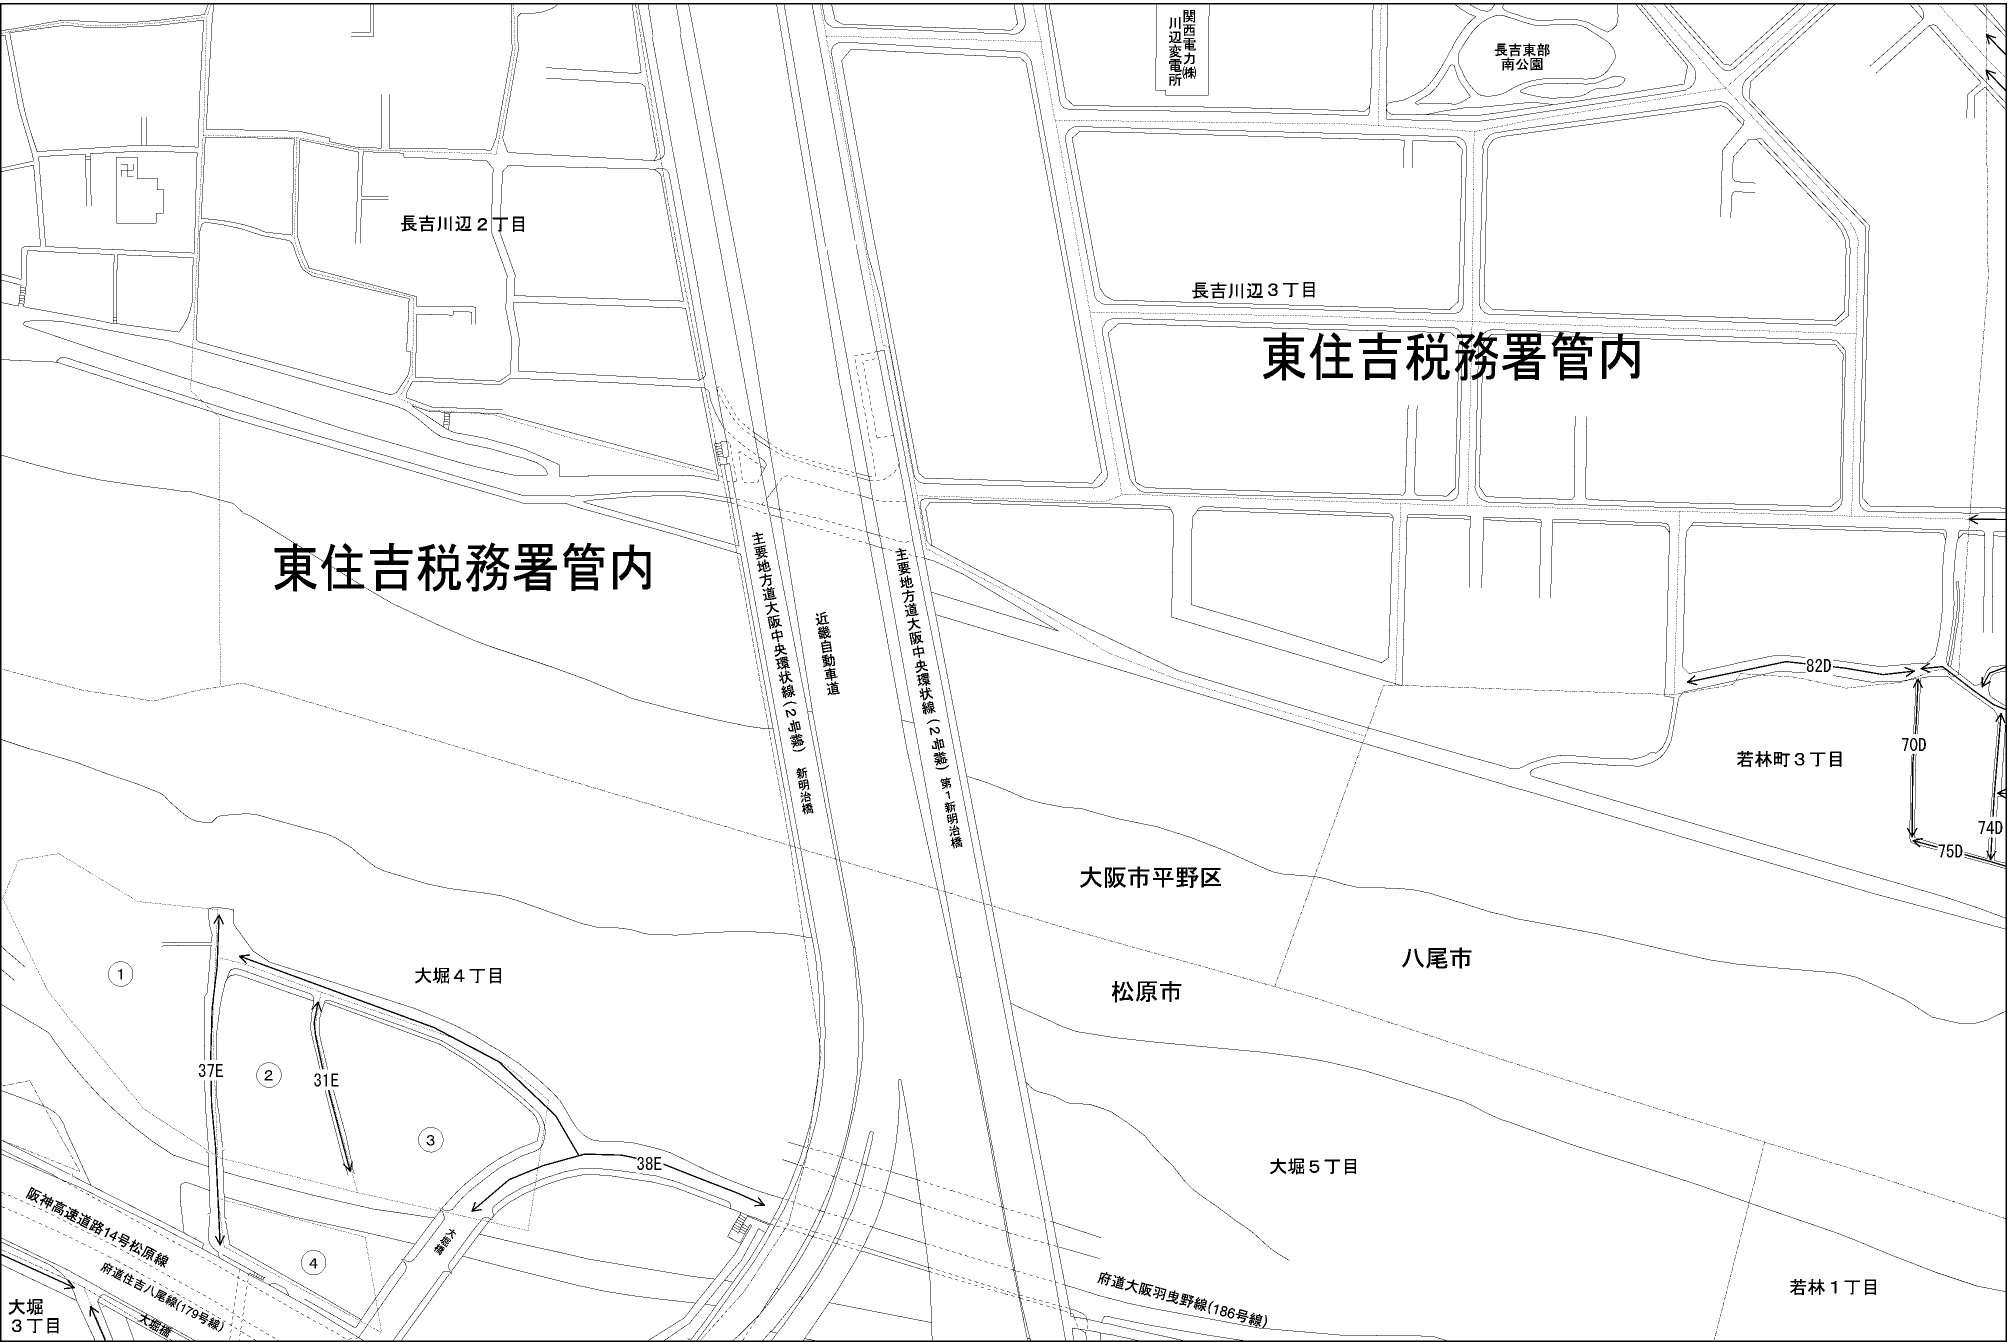 関西電力㈱
川辺変電所
長吉東部
南公園
長吉川辺２丁目
長吉川辺３丁目
東住吉税務署管内
東住吉税務署管内
主要地方道大阪中央環状線(２号線) 新明治橋
近畿自動車道
主要地方道大阪中央環状線(２号線) 第１新明治橋
82D
70D
若林町３丁目
74D
75D
大阪市平野区
八尾市
松原市
①
大堀４丁目
37E
②
31E
③
38E
大堀５丁目
阪神高速道路14号松原線
大堀橋
④
府道住吉八尾線(179号線)
府道大阪羽曳野線(186号線)
若林１丁目
大堀
３丁目
大堀橋